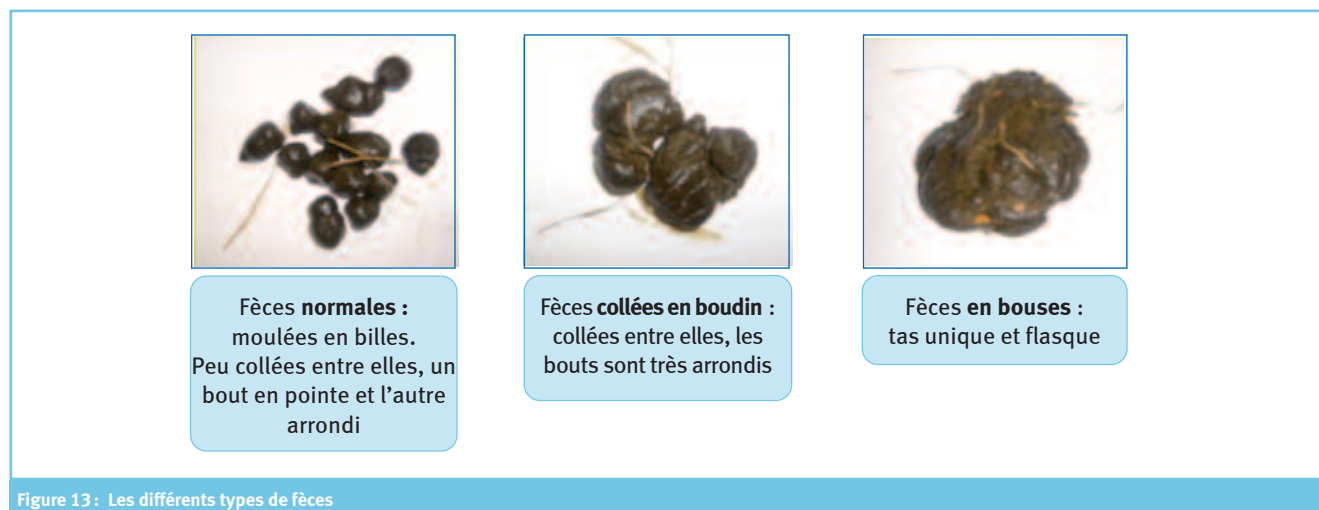 Fèces normales :
moulées en billes.
Peu collées entre elles, un
bout en pointe et l'autre
arrondi
Fèces collées en boudin :
collées entre elles, les
bouts sont très arrondis
Fèces en bouses :
tas unique et flasque
Figure 13 : Les différents types de fèces